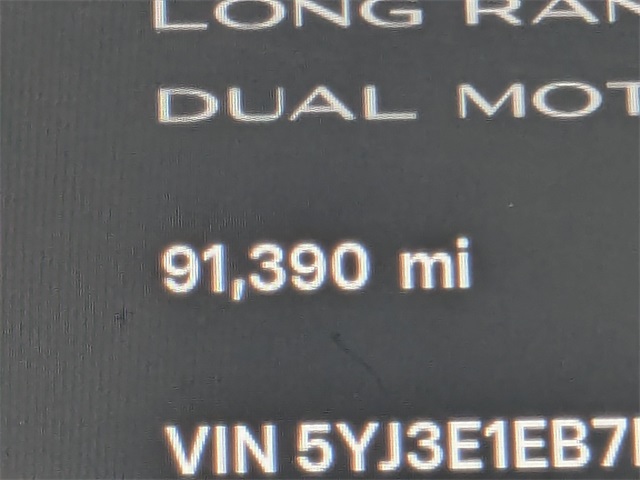 LONG RAN
DUAL MOT
91,390 mi
VIN 5YJ3E1EB7